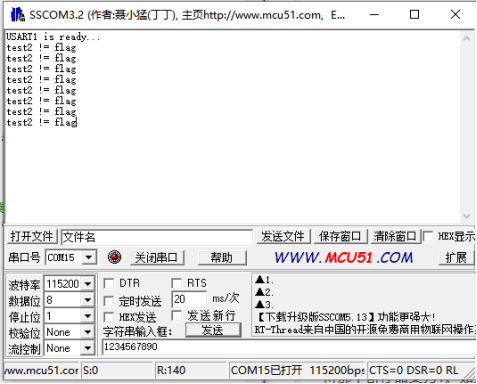 SSCOM3.2 (作者:聂小猛(丁丁), 主页http://www.mcu51.com, E...
USART1 is ready...
test2 != flag
test2 != flag
test2 != flag
test2 != flag
test2 != flag
test2 != flag
test2 != flag
test2 != flag
打开文件 文件名 发送文件 保存窗口 清除窗口 HEX显示
串口号 COM15 关闭串口 帮助 WWW.MCU51.COM 扩展
波特率 115200 DTR RTS
数据位 8 定时发送 20 ms/次
停止位 1 HEX发送 发送新行
校验位 None 字符串输入框: 发送
流控制 None 1234567890
▲1.
▲2.
▲3.
【下载升级版SSCOM5.13】功能更强大!
RT-Thread来自中国的开源免费商用物联网操作
www.mcu51.cor S:0 R:140 COM15已打开 115200bps CTS=0 DSR=0 RL